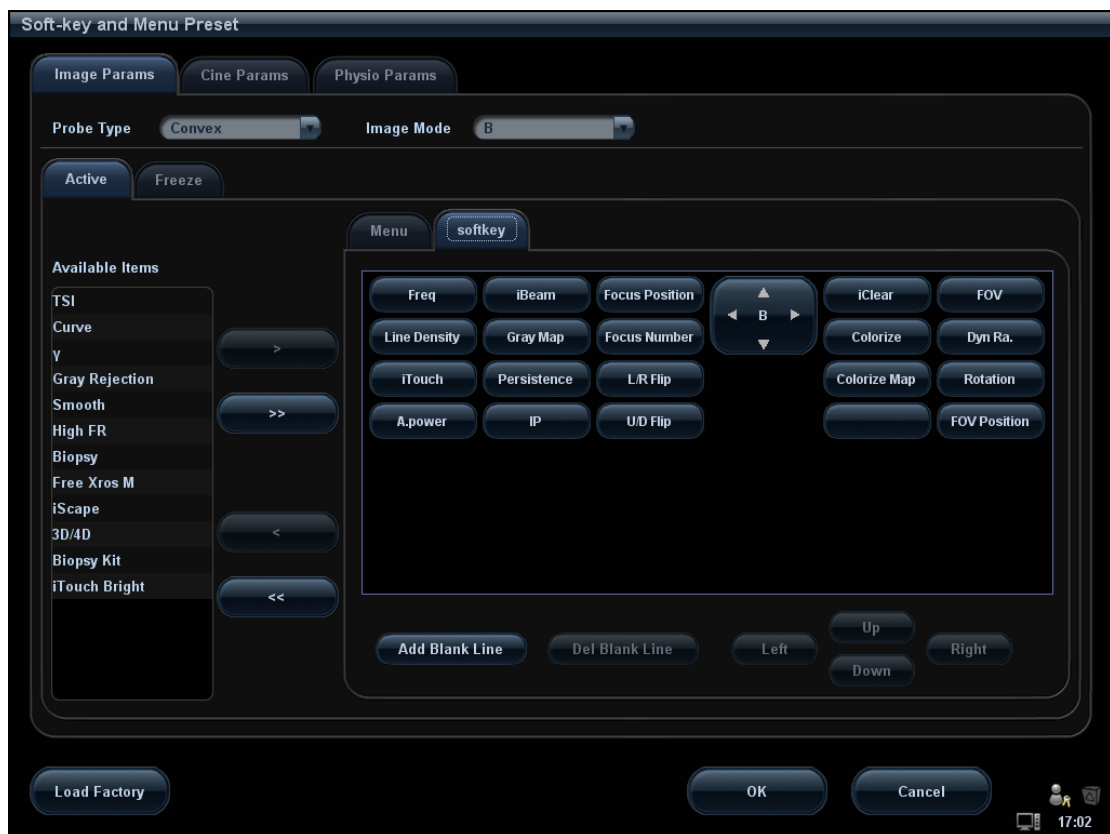 Soft-key and Menu Preset
Image Params Cine Params Physio Params
Probe Type Convex Image Mode B
Active Freeze
Menu softkey
Available Items
TSI
Curve
γ
Gray Rejection
Smooth
High FR
Biopsy
Free Xros M
iScape
3D/4D
Biopsy Kit
iTouch Bright
>
>>
<
<<
Freq iBeam Focus Position B iClear FOV
Line Density Gray Map Focus Number Colorize Dyn Ra.
iTouch Persistence L/R Flip Colorize Map Rotation
A.power IP U/D Flip FOV Position
Add Blank Line Del Blank Line Left Up Down Right
Load Factory OK Cancel
17:02